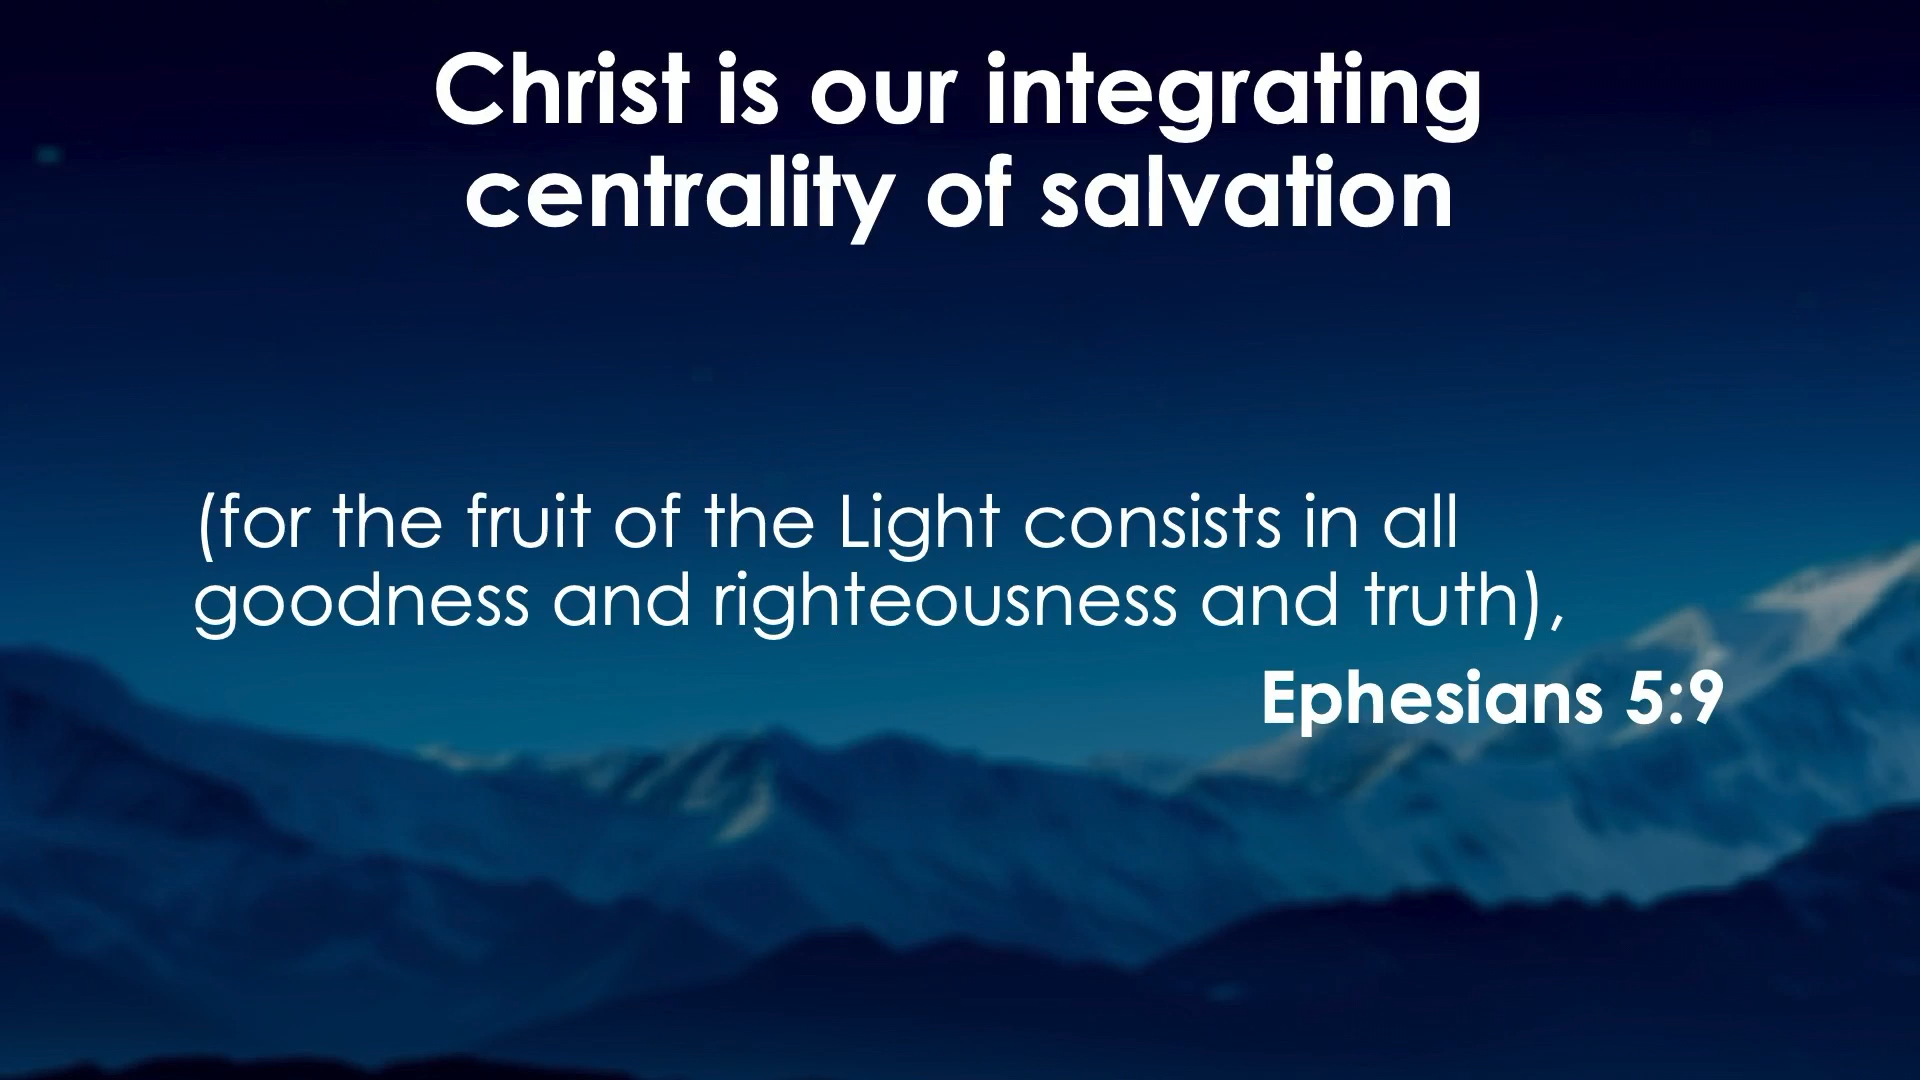 Christ is our integrating
centrality of salvation
(for the fruit of the Light consists in all
goodness and righteousness and truth),
Ephesians 5:9